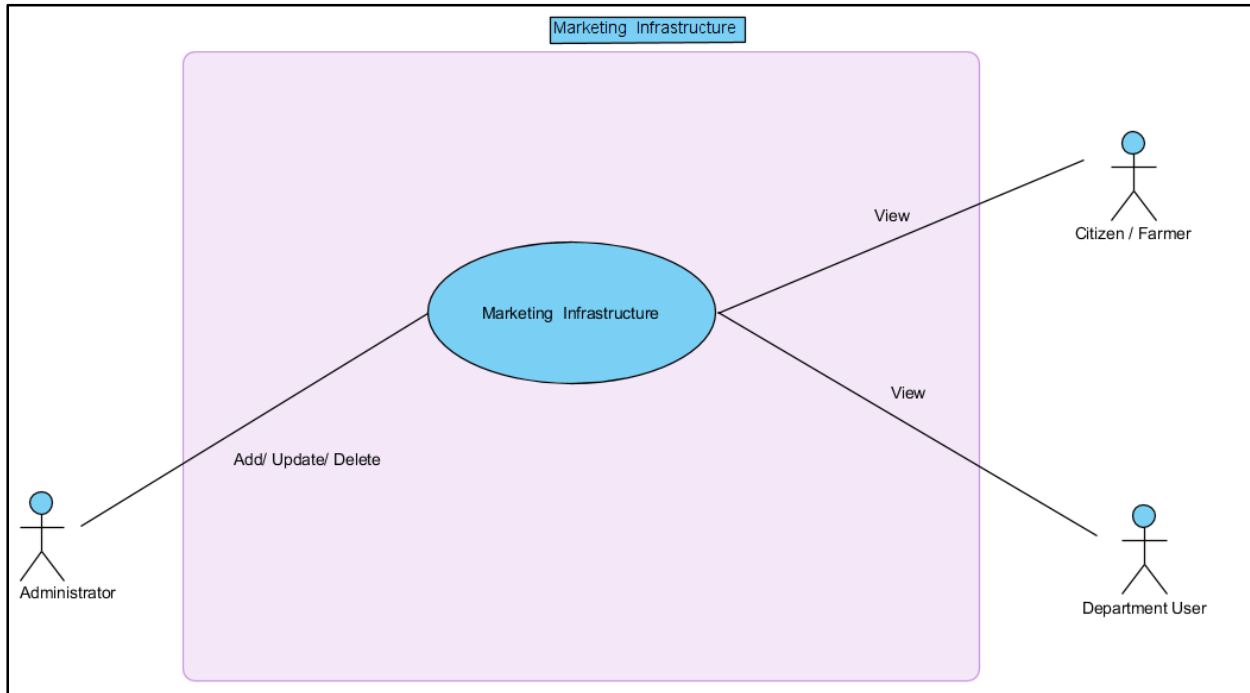 Marketing Infrastructure
View
Citizen / Farmer
Marketing Infrastructure
View
Add/ Update/ Delete
Administrator
Department User